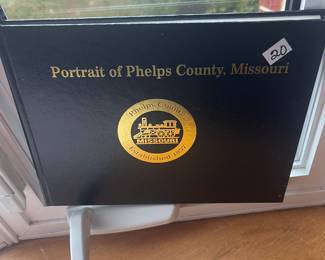 Portrait of Phelps County, Missouri
20
Phelps County
MISSOURI
Established 1857